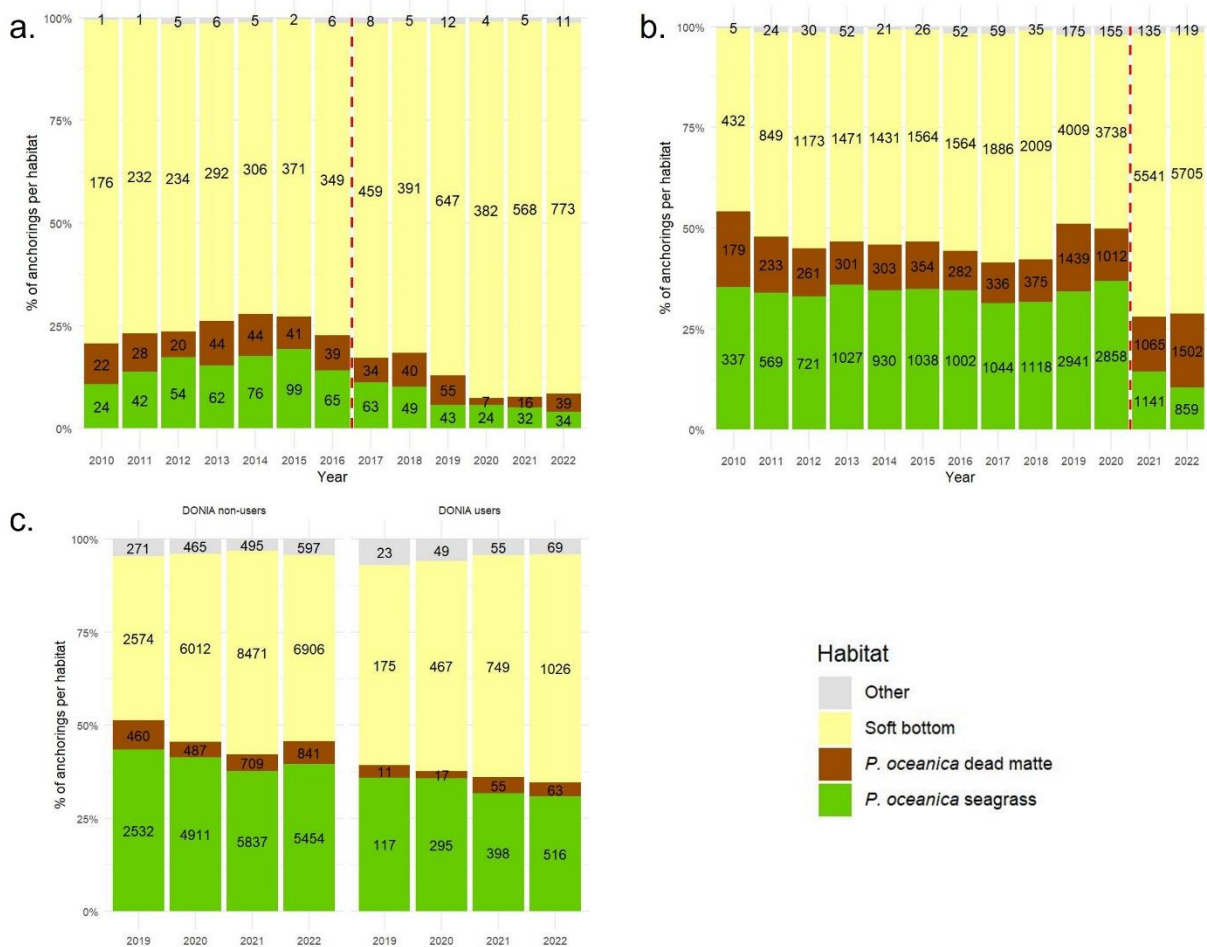 a.
% of anchorings per habitat
100%
75%
50%
25%
0%
1 1 5 6 5 2 6 8 5 12 4 5 11
176 232 234 292 306 371 349 459 391 647 382 568 773
22 28 20 44 44 41 39 34 40 55 7 16 39
24 42 54 62 76 99 65 63 49 43 24 32 34
2010 2011 2012 2013 2014 2015 2016 2017 2018 2019 2020 2021 2022
Year
b.
% of anchorings per habitat
100%
75%
50%
25%
0%
5 24 30 52 21 26 52 59 35 175 155 135 119
432 849 1173 1471 1431 1564 1564 1886 2009 4009 3738 5541 5705
179 233 261 301 303 354 282 336 375 1439 1012 1065 1502
337 569 721 1027 930 1038 1002 1044 1118 2941 2858 1141 859
2010 2011 2012 2013 2014 2015 2016 2017 2018 2019 2020 2021 2022
Year
c.
DONIA non-users DONIA users
% of anchorings per habitat
100%
75%
50%
25%
0%
271 465 495 597 23 49 55 69
2574 6012 8471 6906 175 467 749 1026
460 487 709 841 11 17 55 63
2532 4911 5837 5454 117 295 398 516
2019 2020 2021 2022 2019 2020 2021 2022
Habitat
Other
Soft bottom
P. oceanica dead matte
P. oceanica seagrass